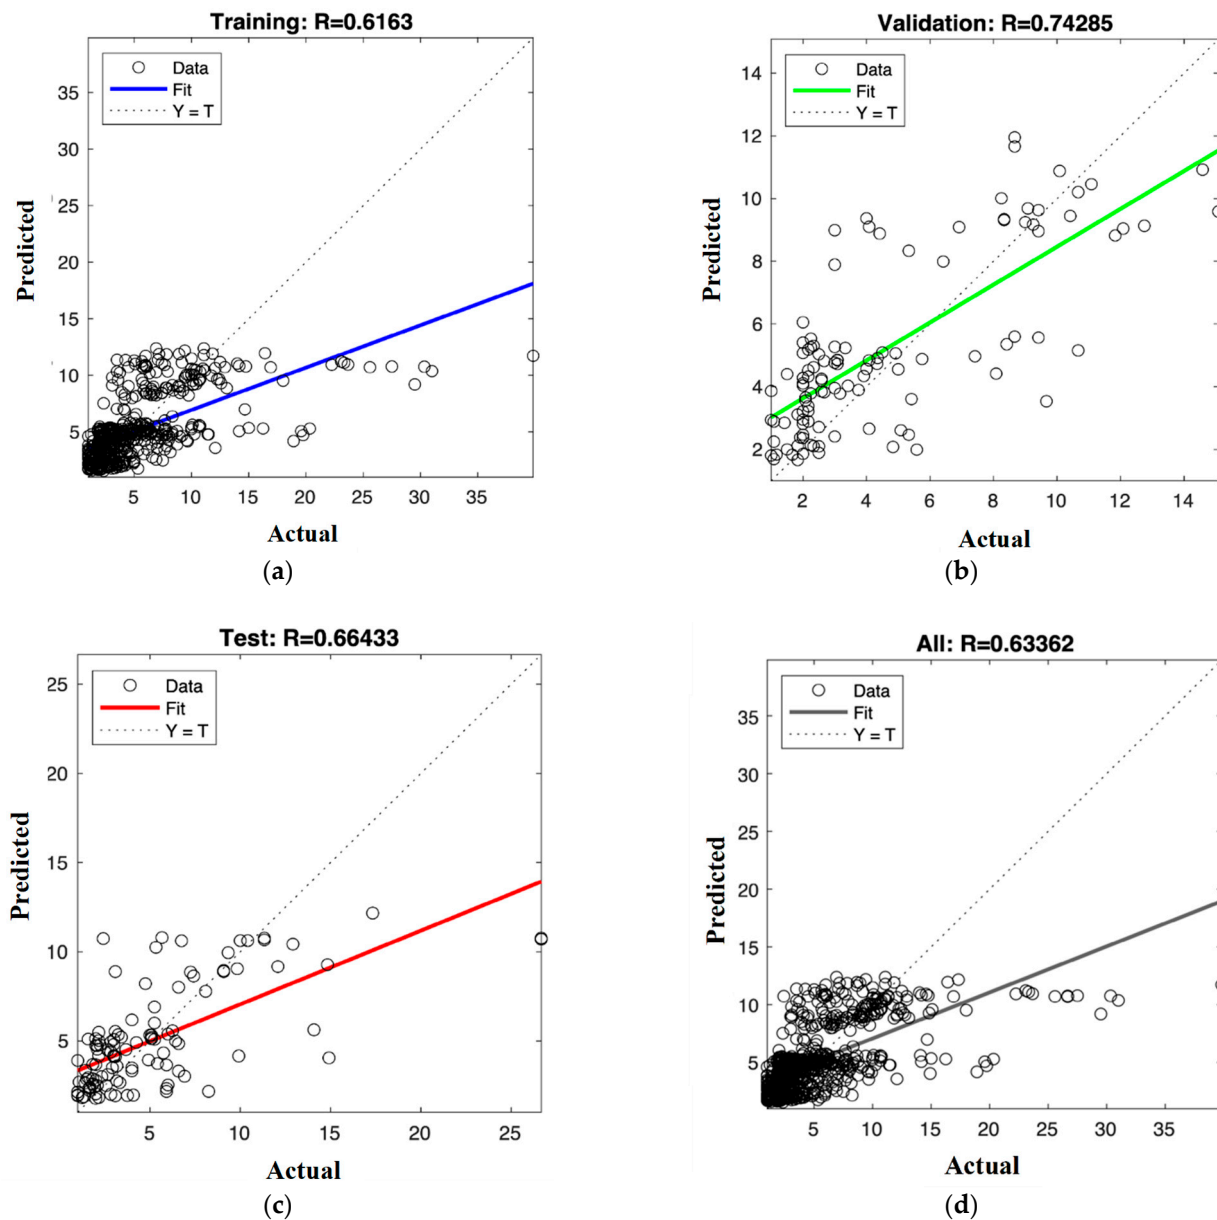 Training: R=0.6163
Data
Fit
Y = T
35
30
25
20
15
10
5
Predicted
5 10 15 20 25 30 35
Actual
(a)
Validation: R=0.74285
Data
Fit
Y = T
14
12
10
8
6
4
2
Predicted
2 4 6 8 10 12 14
Actual
(b)
Test: R=0.66433
Data
Fit
Y = T
25
20
15
10
5
Predicted
5 10 15 20 25
Actual
(c)
All: R=0.63362
Data
Fit
Y = T
35
30
25
20
15
10
5
Predicted
5 10 15 20 25 30 35
Actual
(d)